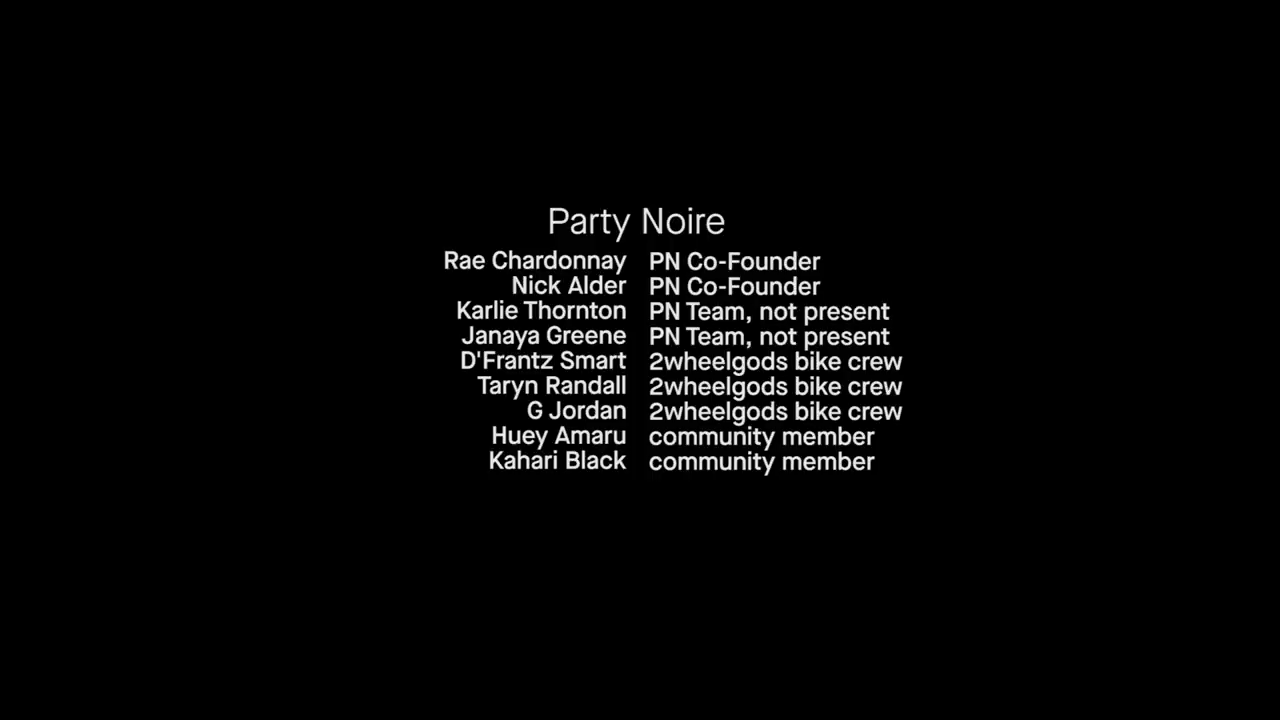 Party Noire
Rae Chardonnay PN Co-Founder
Nick Alder PN Co-Founder
Karlie Thornton PN Team, not present
Janaya Greene PN Team, not present
D'Frantz Smart 2wheelgods bike crew
Taryn Randall 2wheelgods bike crew
G Jordan 2wheelgods bike crew
Huey Amaru community member
Kahari Black community member